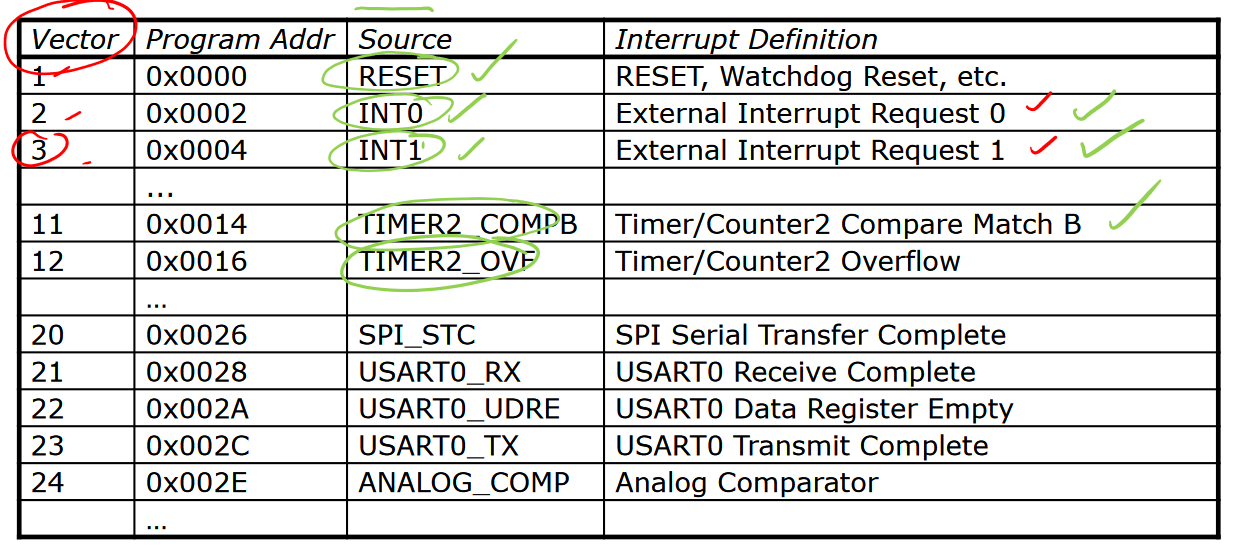 Vector Program Addr Source Interrupt Definition
1 0x0000 RESET RESET, Watchdog Reset, etc.
2 0x0002 INT0 External Interrupt Request 0
3 0x0004 INT1 External Interrupt Request 1
...
11 0x0014 TIMER2_COMPB Timer/Counter2 Compare Match B
12 0x0016 TIMER2_OVF Timer/Counter2 Overflow
...
20 0x0026 SPI_STC SPI Serial Transfer Complete
21 0x0028 USART0_RX USART0 Receive Complete
22 0x002A USART0_UDRE USART0 Data Register Empty
23 0x002C USART0_TX USART0 Transmit Complete
24 0x002E ANALOG_COMP Analog Comparator
...